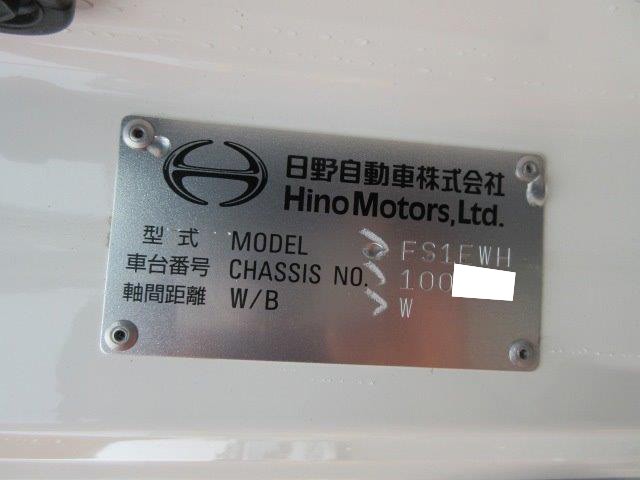 日野自動車株式会社
Hino Motors, Ltd.
型式 MODEL FS1EWH
車台番号 CHASSIS NO. 100
軸間距離 W/B W